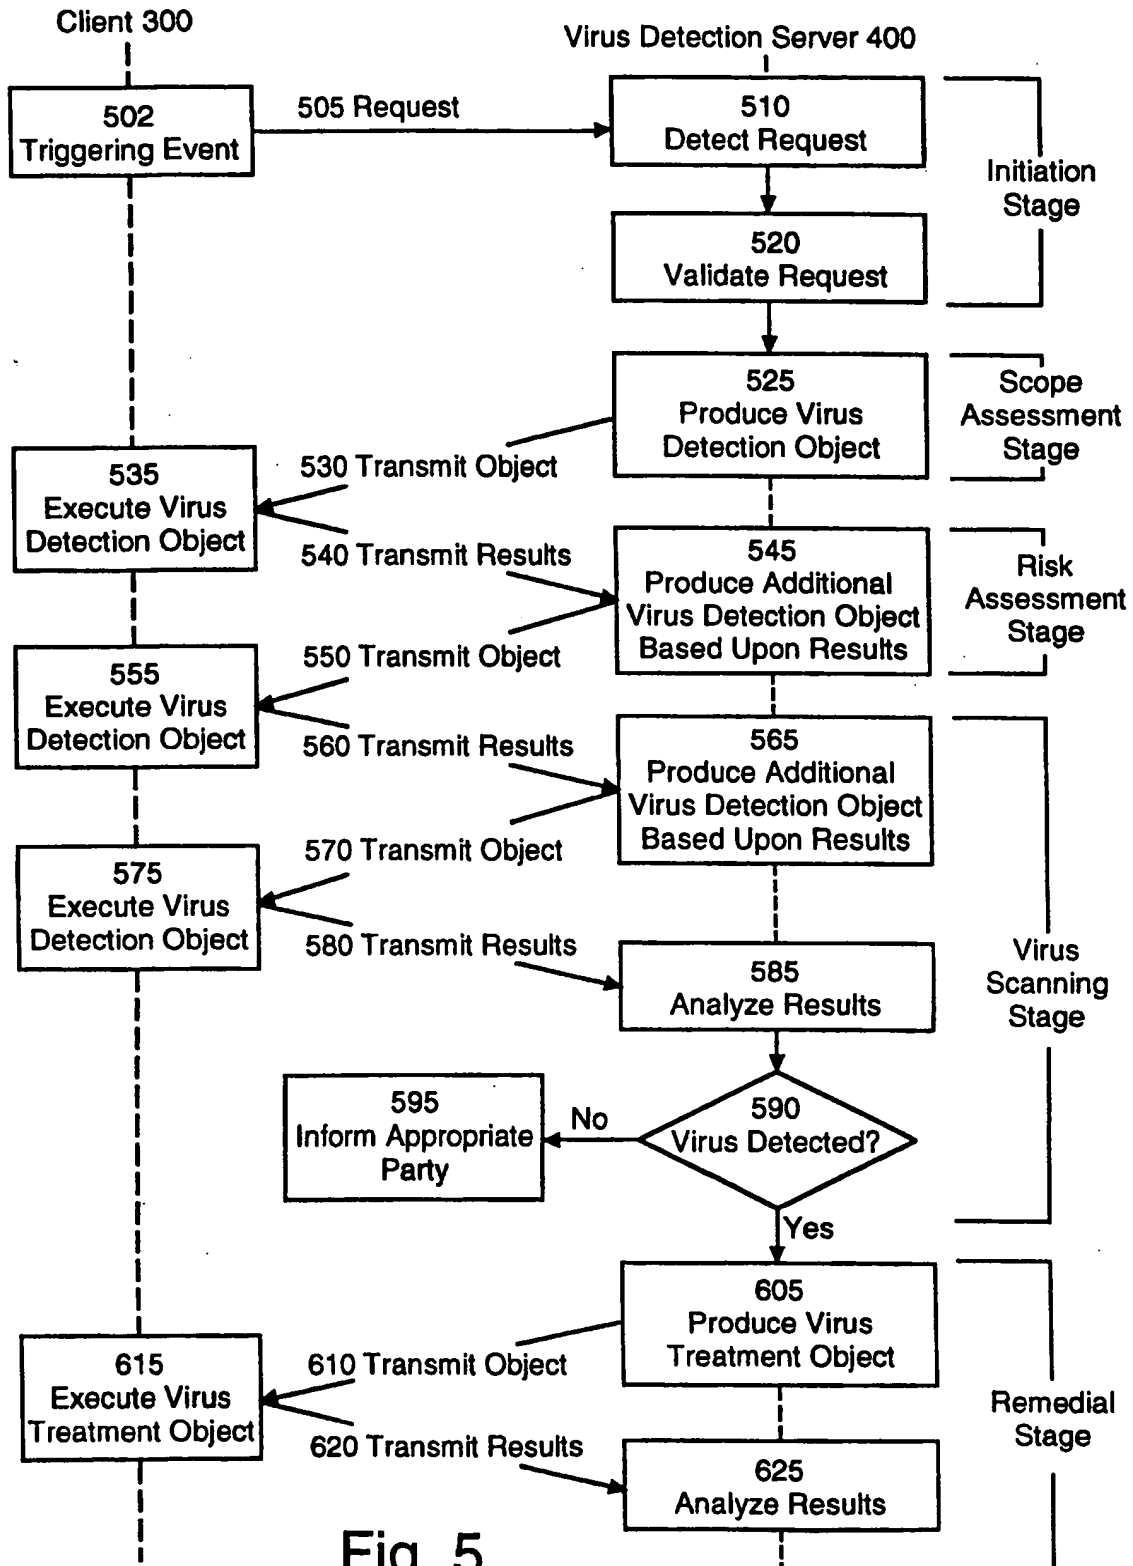 Client 300
Virus Detection Server 400
502
Triggering Event
505 Request
510
Detect Request
Initiation
Stage
520
Validate Request
525
Produce Virus
Detection Object
Scope
Assessment
Stage
530 Transmit Object
535
Execute Virus
Detection Object
540 Transmit Results
545
Produce Additional
Virus Detection Object
Based Upon Results
Risk
Assessment
Stage
550 Transmit Object
555
Execute Virus
Detection Object
560 Transmit Results
565
Produce Additional
Virus Detection Object
Based Upon Results
570 Transmit Object
575
Execute Virus
Detection Object
580 Transmit Results
585
Analyze Results
Virus
Scanning
Stage
590
Virus Detected?
No
595
Inform Appropriate
Party
Yes
605
Produce Virus
Treatment Object
610 Transmit Object
615
Execute Virus
Treatment Object
620 Transmit Results
625
Analyze Results
Remedial
Stage
Fig. 5